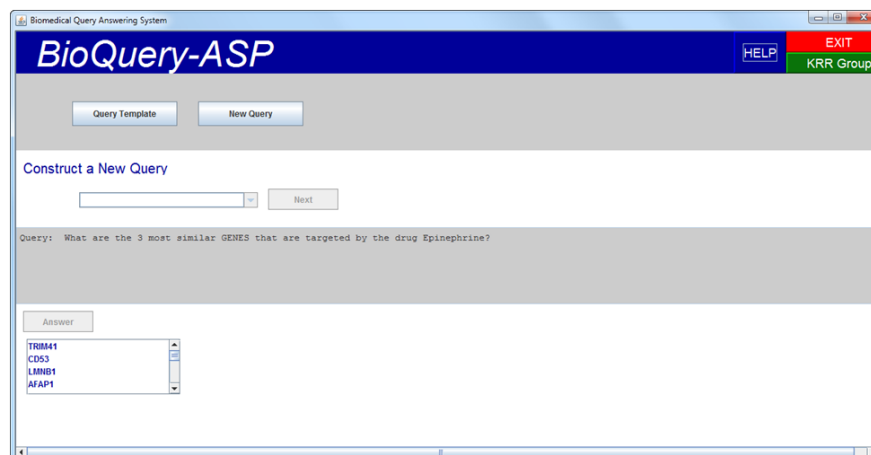 Biomedical Query Answering System
BioQuery-ASP
HELP
EXIT
KRR Group
Query Template
New Query
Construct a New Query
Next
Query:  What are the 3 most similar GENES that are targeted by the drug Epinephrine?
Answer
TRIM41
CD53
LMNB1
AFAP1